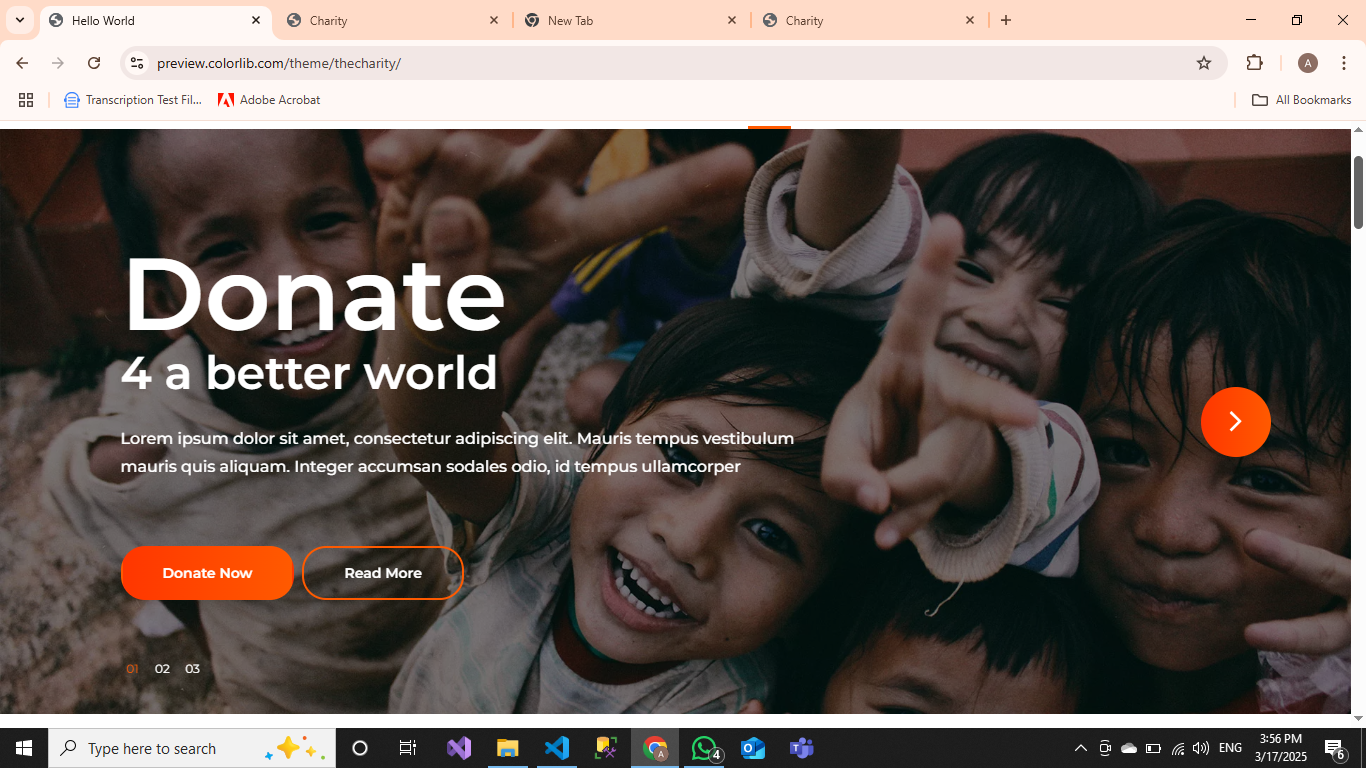 Hello World
Charity
New Tab
Charity
preview.colorlib.com/theme/thecharity/
A
Transcription Test Fil...
Adobe Acrobat
All Bookmarks
Donate
4 a better world
Lorem ipsum dolor sit amet, consectetur adipiscing elit. Mauris tempus vestibulum
mauris quis aliquam. Integer accumsan sodales odio, id tempus ullamcorper
Donate Now
Read More
01 02 03
Type here to search
A
4
ENG
3:56 PM
3/17/2025
6